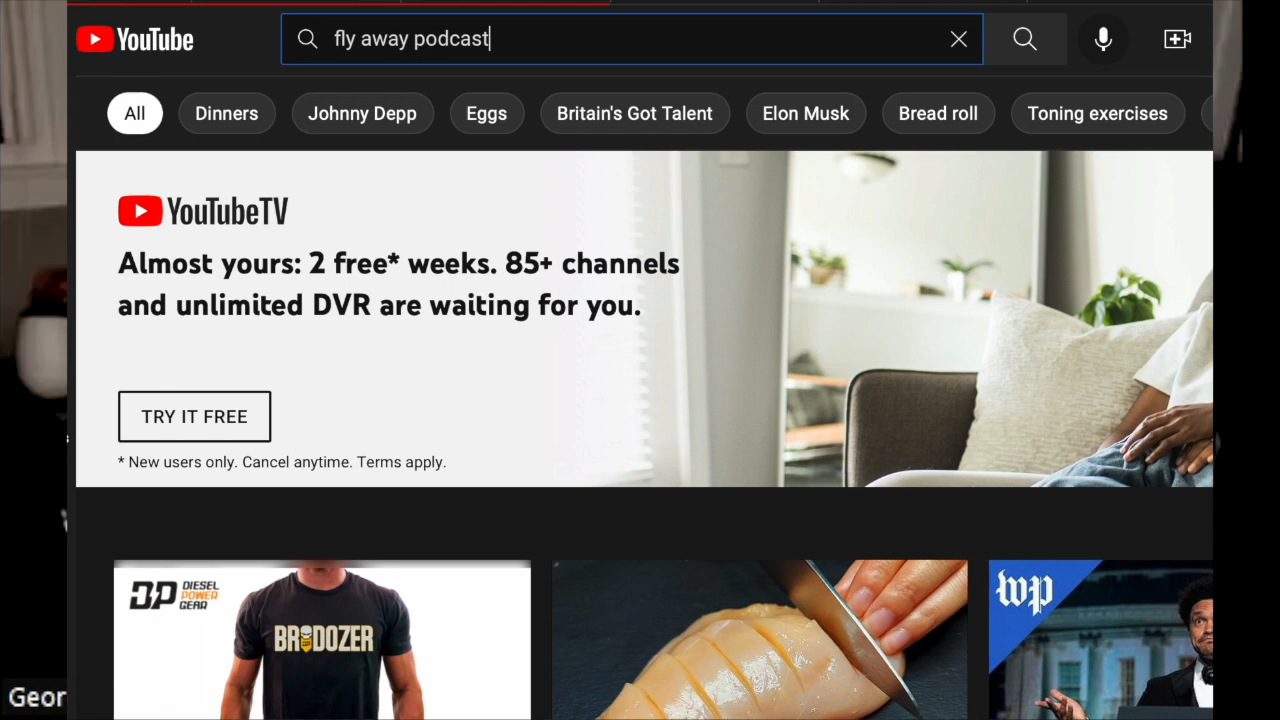 YouTube
fly away podcast
All
Dinners
Johnny Depp
Eggs
Britain's Got Talent
Elon Musk
Bread roll
Toning exercises
YouTubeTV
Almost yours: 2 free* weeks. 85+ channels
and unlimited DVR are waiting for you.
TRY IT FREE
* New users only. Cancel anytime. Terms apply.
DP DIESEL
POWER
GEAR
BRODOZER
wp
Geor